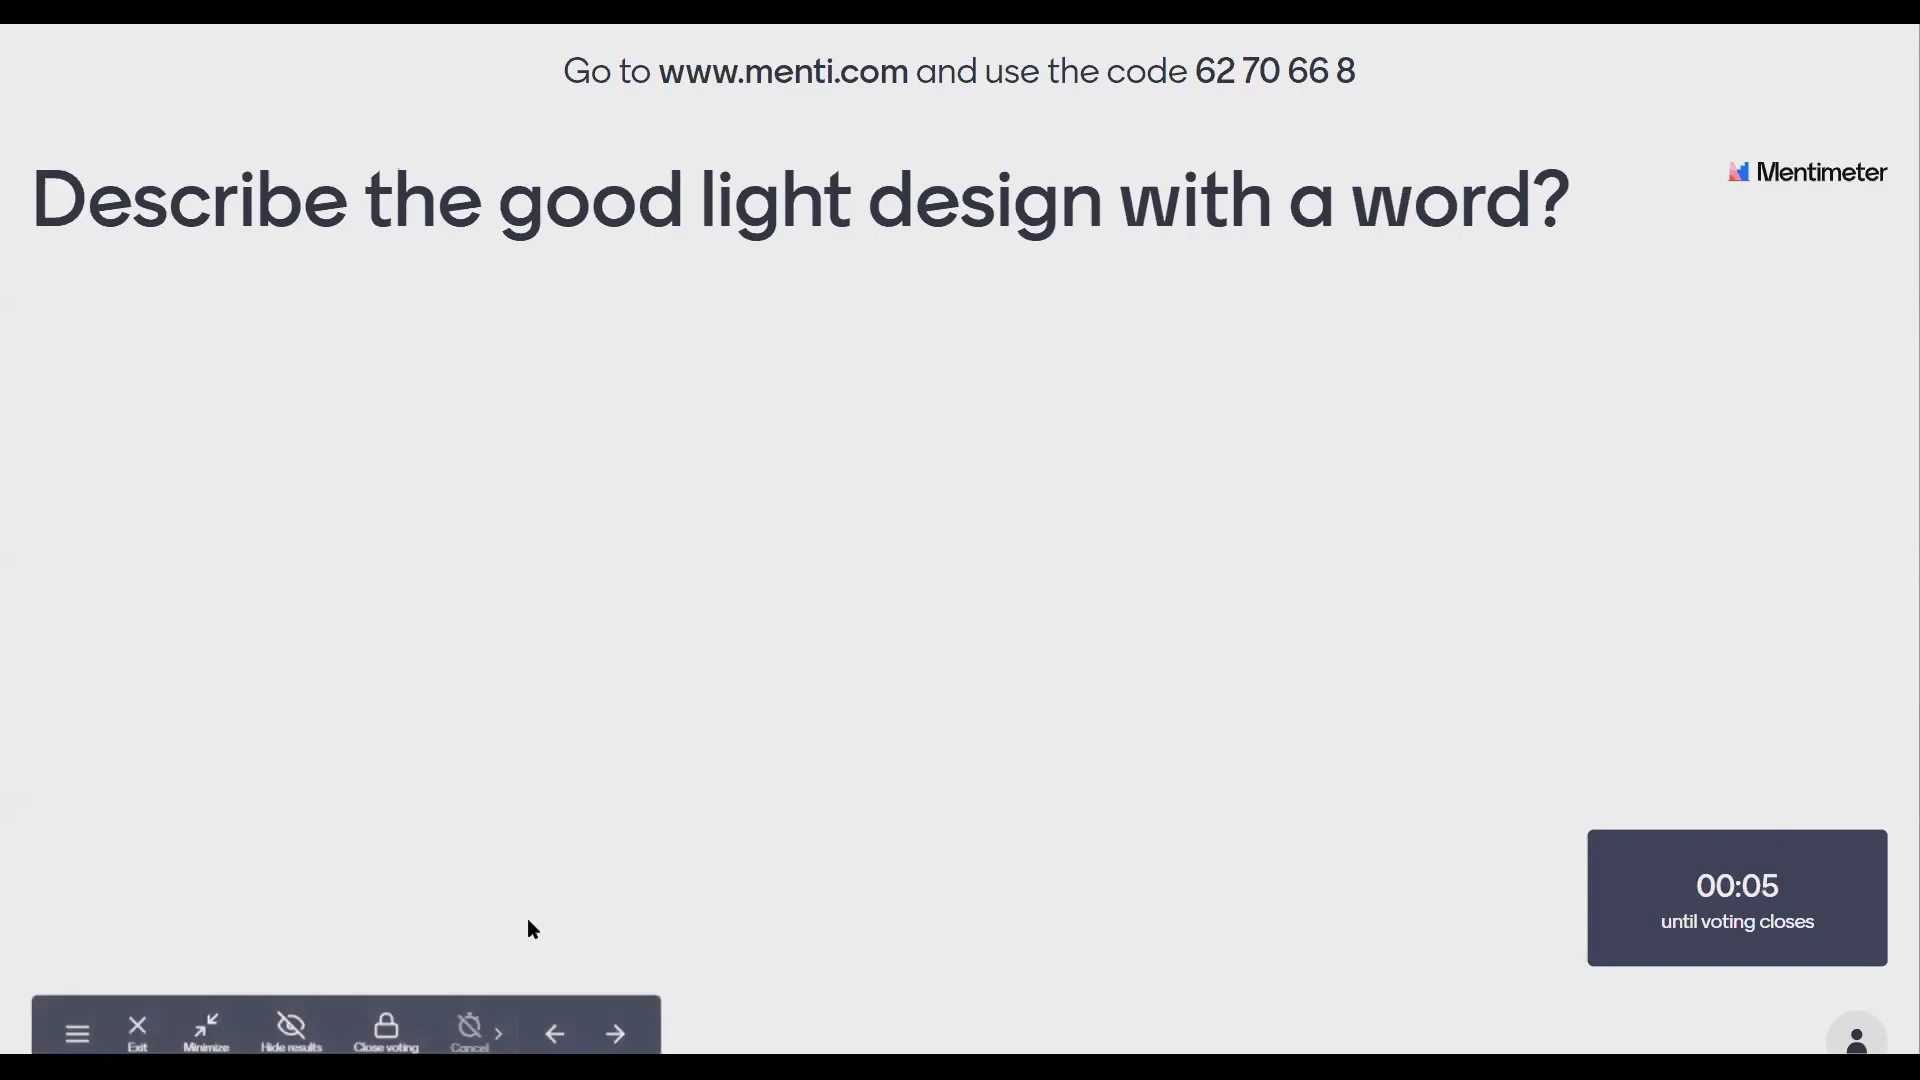 Go to www.menti.com and use the code 62 70 66 8
Describe the good light design with a word?
Mentimeter
00:05
until voting closes
Exit
Minimize
Hide results
Close voting
Cancel